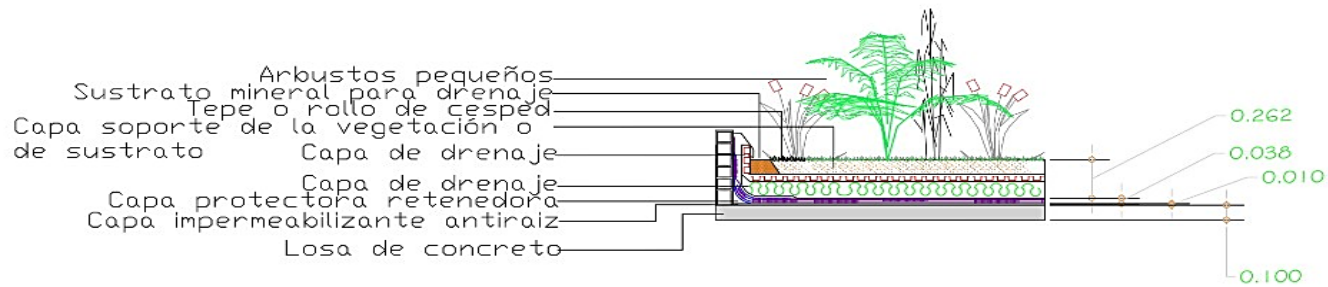 Arbustos pequeños
Sustrato mineral para drenaje
Tepe o rollo de cesped
Capa soporte de la vegetación o
de sustrato
Capa de drenaje
Capa de drenaje
Capa protectora retenedora
Capa impermeabilizante antiraiz
Losa de concreto
0.262
0.038
0.010
0.100